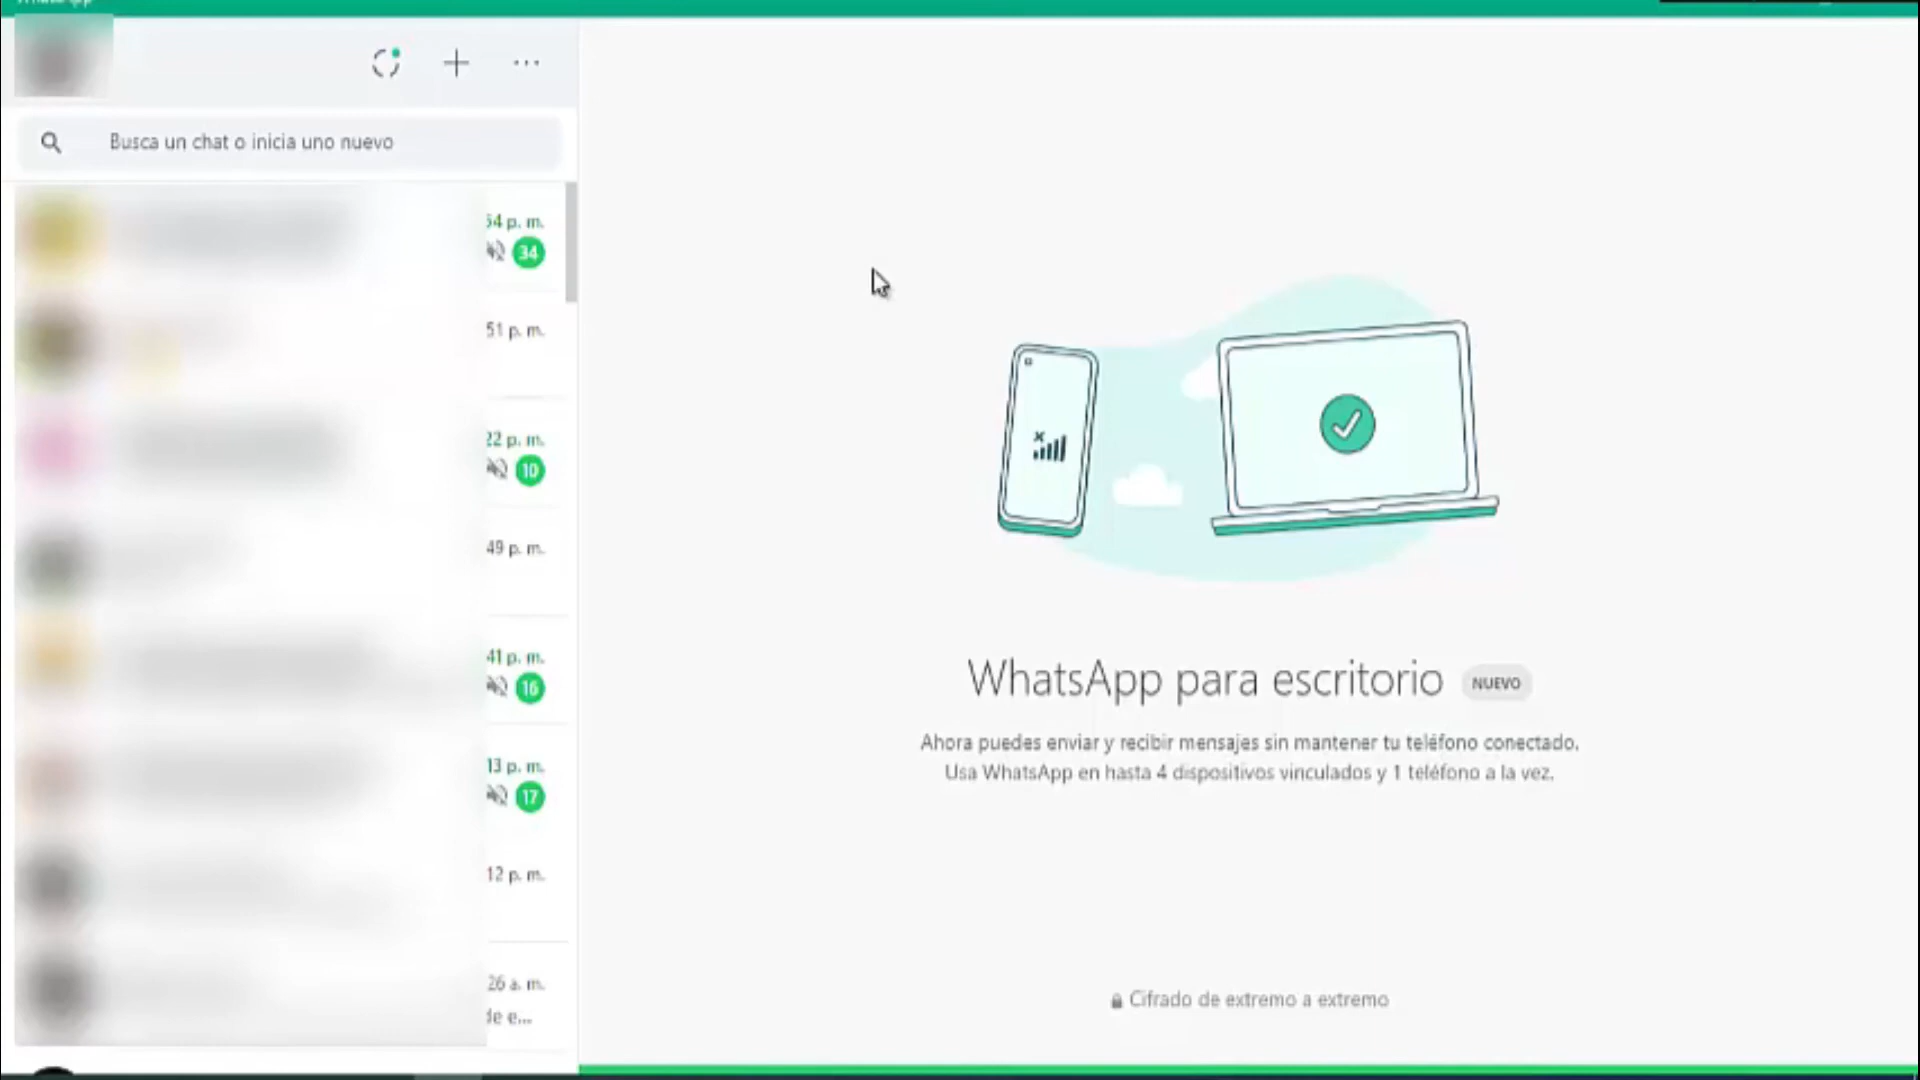 WhatsApp
Busca un chat o inicia uno nuevo
54 p. m.
34
51 p. m.
22 p. m.
10
49 p. m.
41 p. m.
16
13 p. m.
17
12 p. m.
26 a. m.
de e...
WhatsApp para escritorio NUEVO
Ahora puedes enviar y recibir mensajes sin mantener tu teléfono conectado.
Usa WhatsApp en hasta 4 dispositivos vinculados y 1 teléfono a la vez.
Cifrado de extremo a extremo